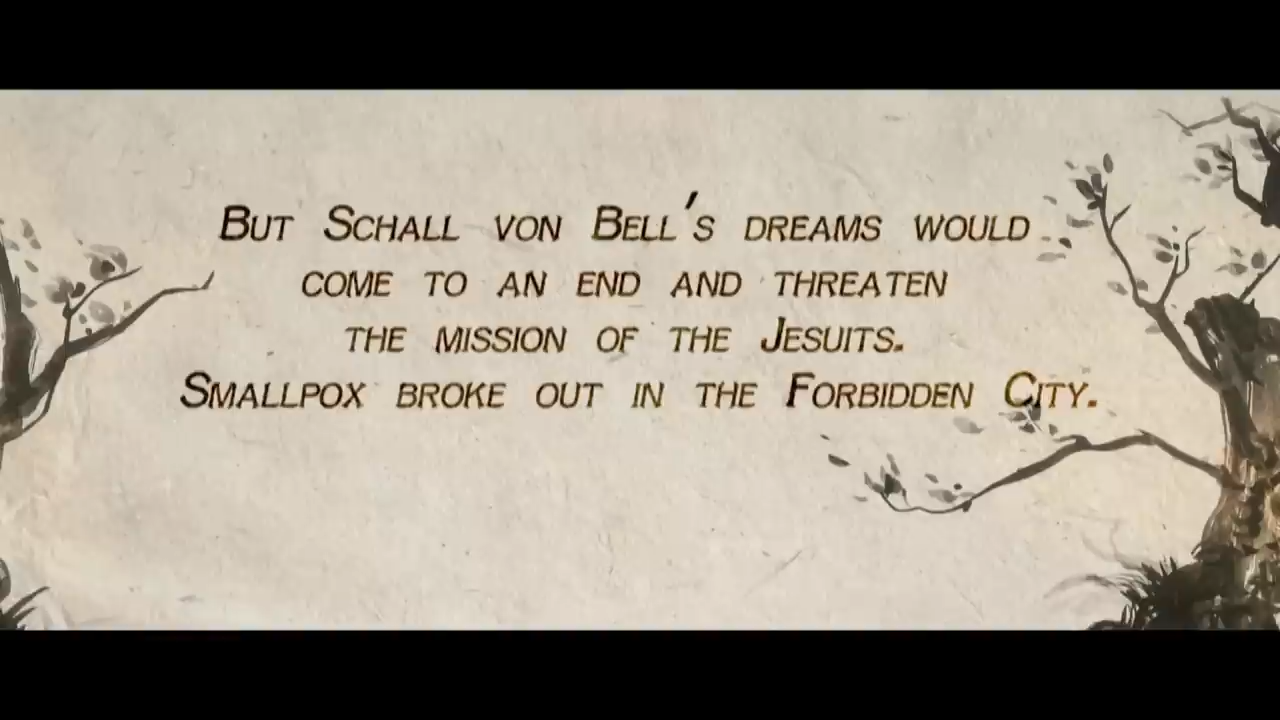 But Schall von Bell's dreams would
come to an end and threaten
the mission of the Jesuits.
Smallpox broke out in the Forbidden City.